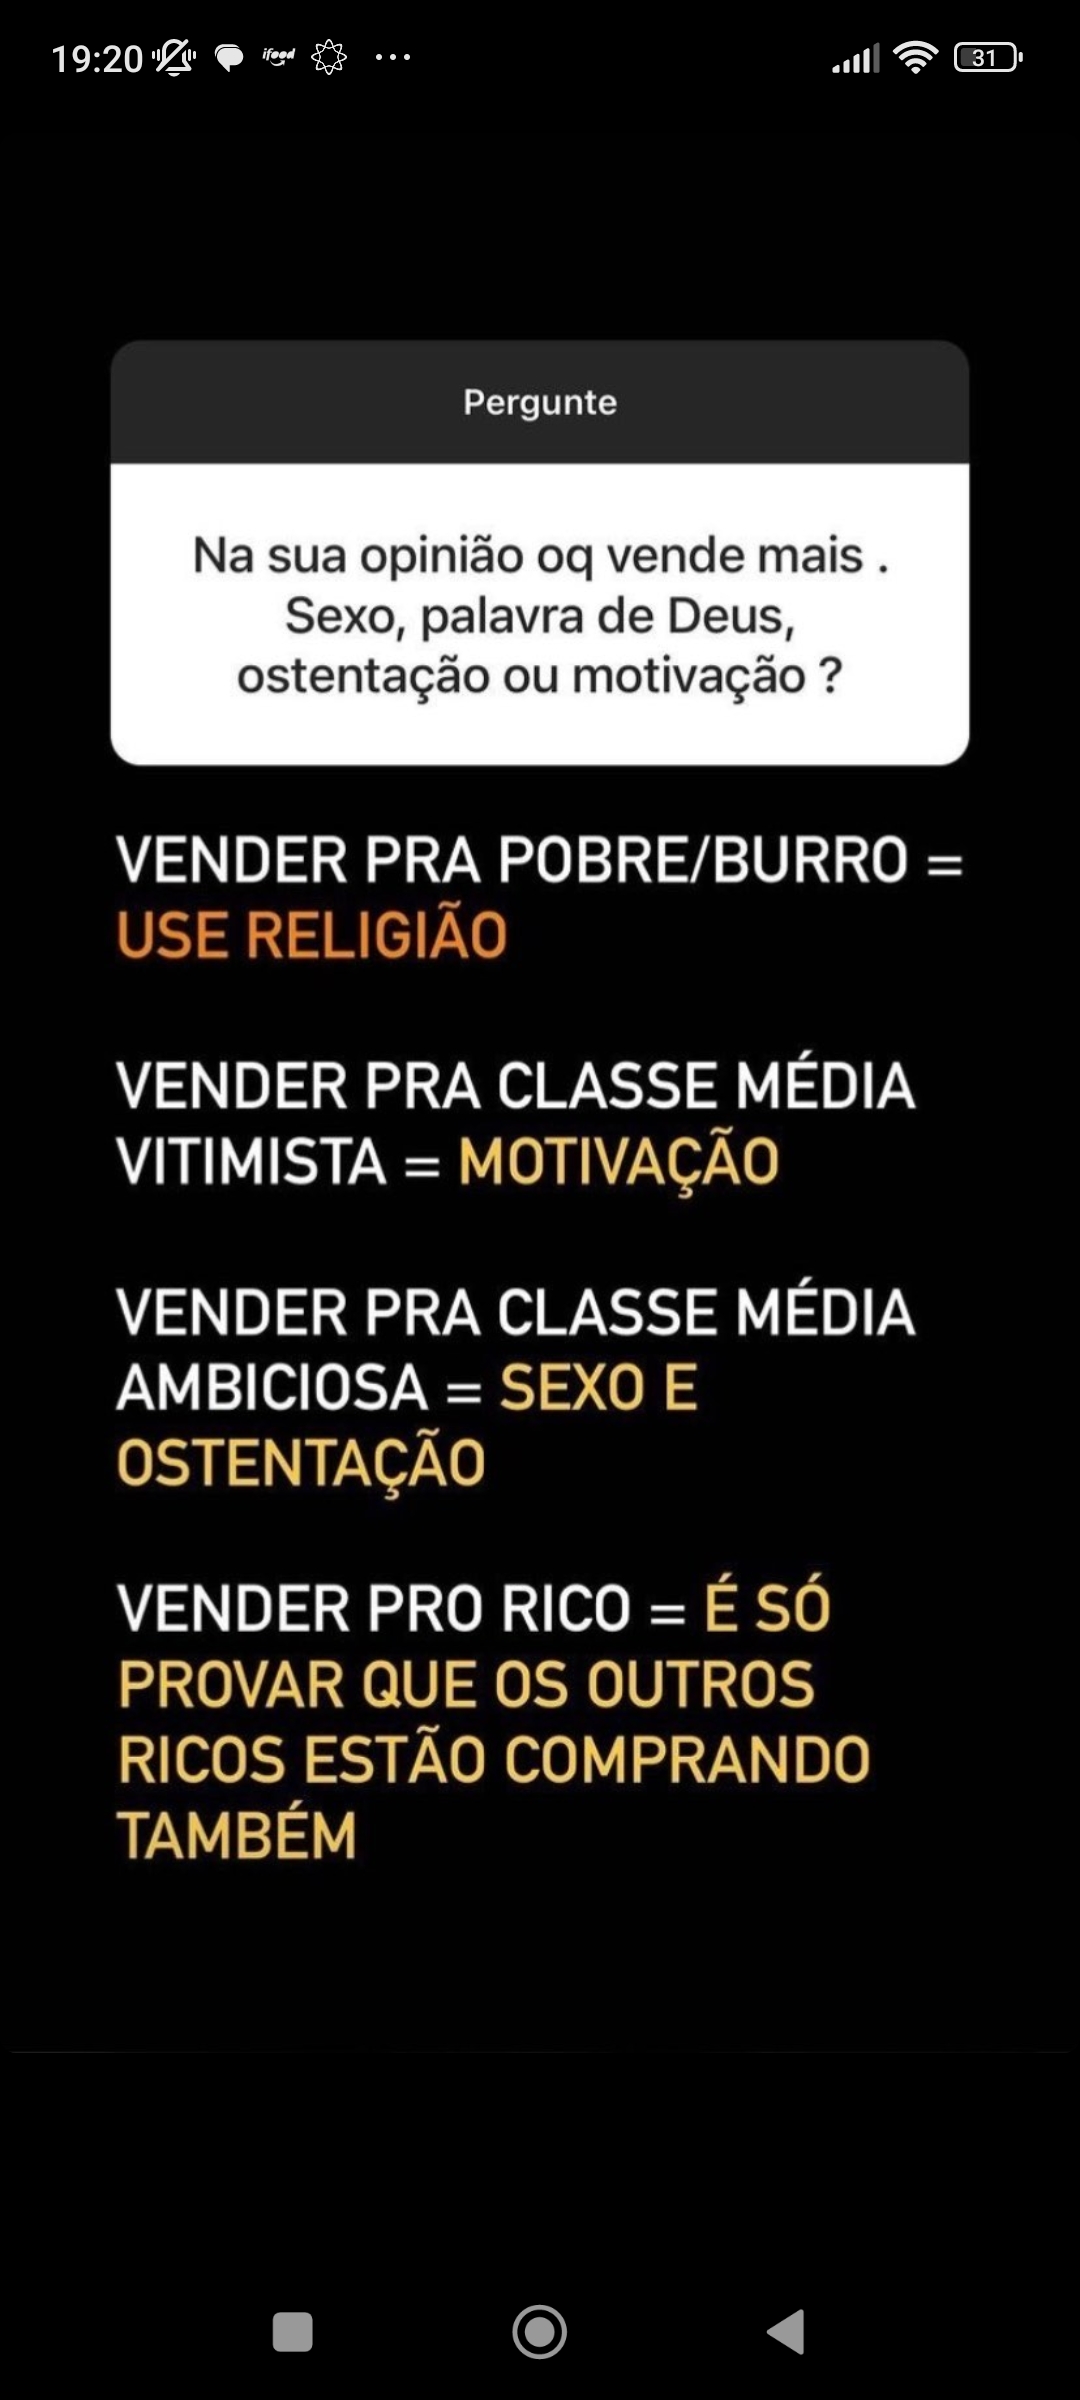 19:20
ifood
31
Pergunte
Na sua opinião oq vende mais .
Sexo, palavra de Deus,
ostentação ou motivação ?
VENDER PRA POBRE/BURRO =
USE RELIGIÃO
VENDER PRA CLASSE MÉDIA
VITIMISTA = MOTIVAÇÃO
VENDER PRA CLASSE MÉDIA
AMBICIOSA = SEXO E
OSTENTAÇÃO
VENDER PRO RICO = É SÓ
PROVAR QUE OS OUTROS
RICOS ESTÃO COMPRANDO
TAMBÉM